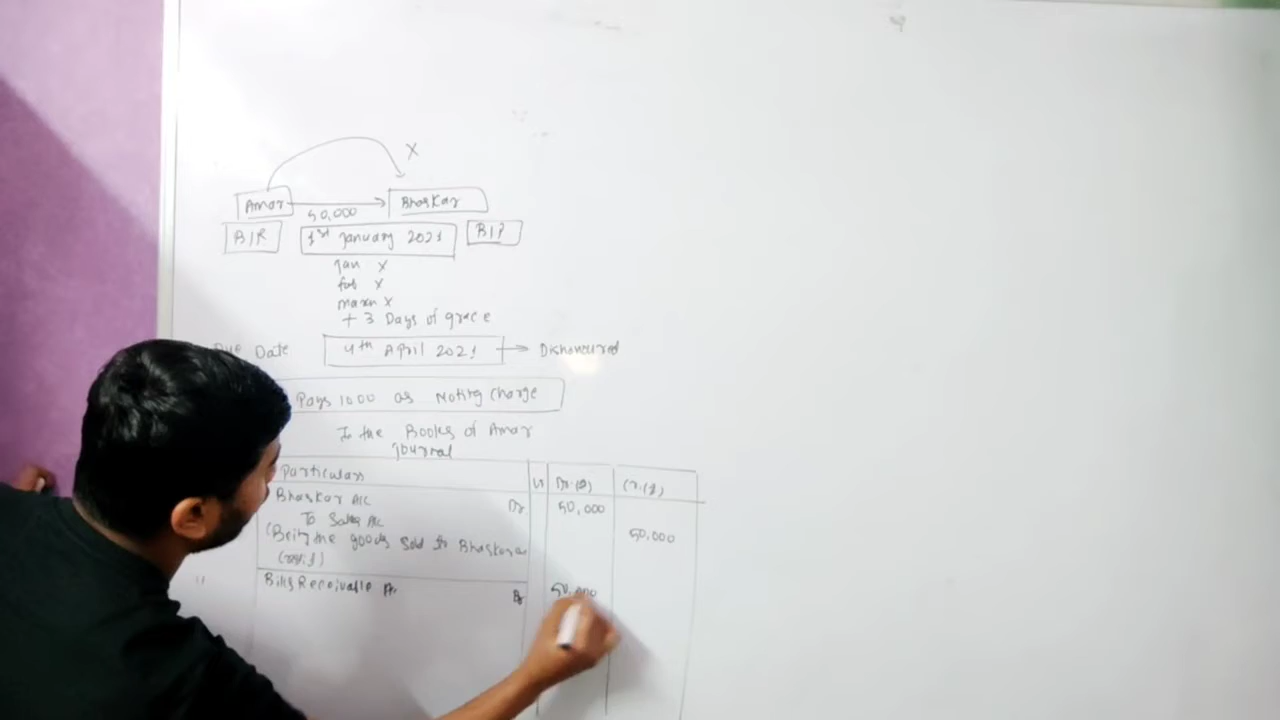 X
Amar Bhaskar
50,000
B/R 1st January 2021 B/P
Jan X
feb X
march X
+ 3 Days of grace
Due Date 4th April 2021 → Dishonoured
Pays 1000 as Noting Charge
In the Books of Amar
Journal
Particulars Lf Dr.(₹) Cr.(₹)
Bhaskar A/c Dr 50,000
To Sales A/c 50,000
(Being the goods sold to Bhaskar
Bills Receivable A/c Dr 50,000